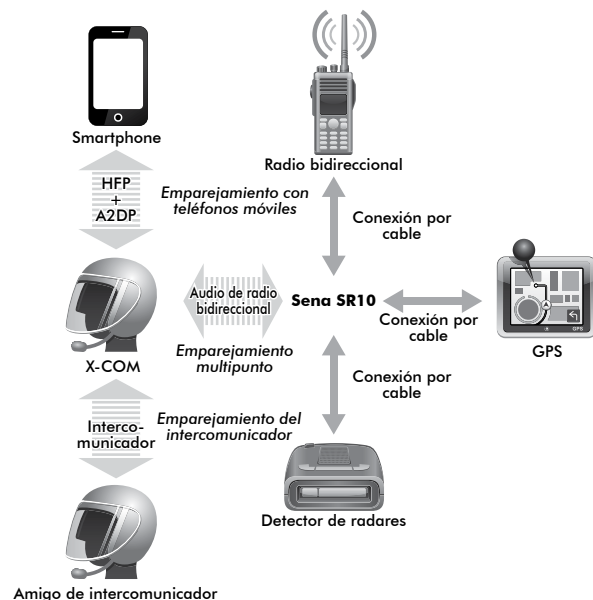 Smartphone
Radio bidireccional
HFP
+
A2DP
Emparejamiento con
teléfonos móviles
Conexión por
cable
Audio de radio
bidireccional
Sena SR10
Conexión por
cable
GPS
GPS
X-COM
Emparejamiento
multipunto
Conexión por
cable
Interco-
municador
Emparejamiento del
intercomunicador
Detector de radares
Amigo de intercomunicador